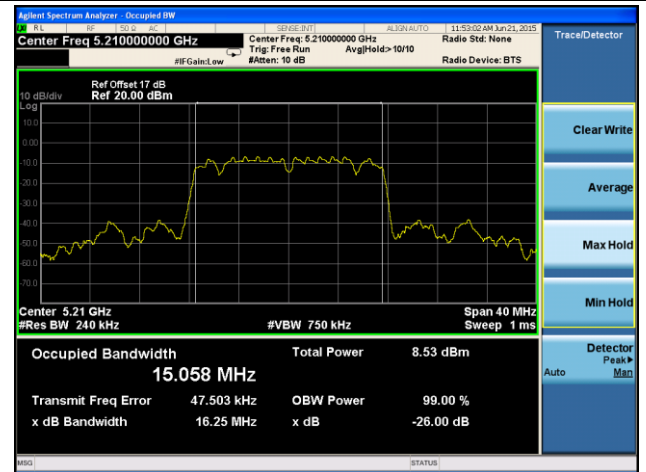 Agilent Spectrum Analyzer - Occupied BW
RL RF 50 Ω AC SENSE:INT ALIGNAUTO 11:53:02 AM Jun 21, 2015
Center Freq 5.210000000 GHz Center Freq: 5.210000000 GHz Radio Std: None
Trig: Free Run Avg|Hold:>10/10
#IFGain:Low #Atten: 10 dB Radio Device: BTS
Trace/Detector
Ref Offset 17 dB
10 dB/div Ref 20.00 dBm
Log
10.0
0.00
-10.0
-20.0
-30.0
-40.0
-50.0
-60.0
-70.0
Center 5.21 GHz Span 40 MHz
#Res BW 240 kHz #VBW 750 kHz Sweep 1 ms
Occupied Bandwidth Total Power 8.53 dBm
15.058 MHz
Transmit Freq Error 47.503 kHz OBW Power 99.00 %
x dB Bandwidth 16.25 MHz x dB -26.00 dB
Clear Write
Average
Max Hold
Min Hold
Detector
Peak▶
Auto Man
MSG STATUS